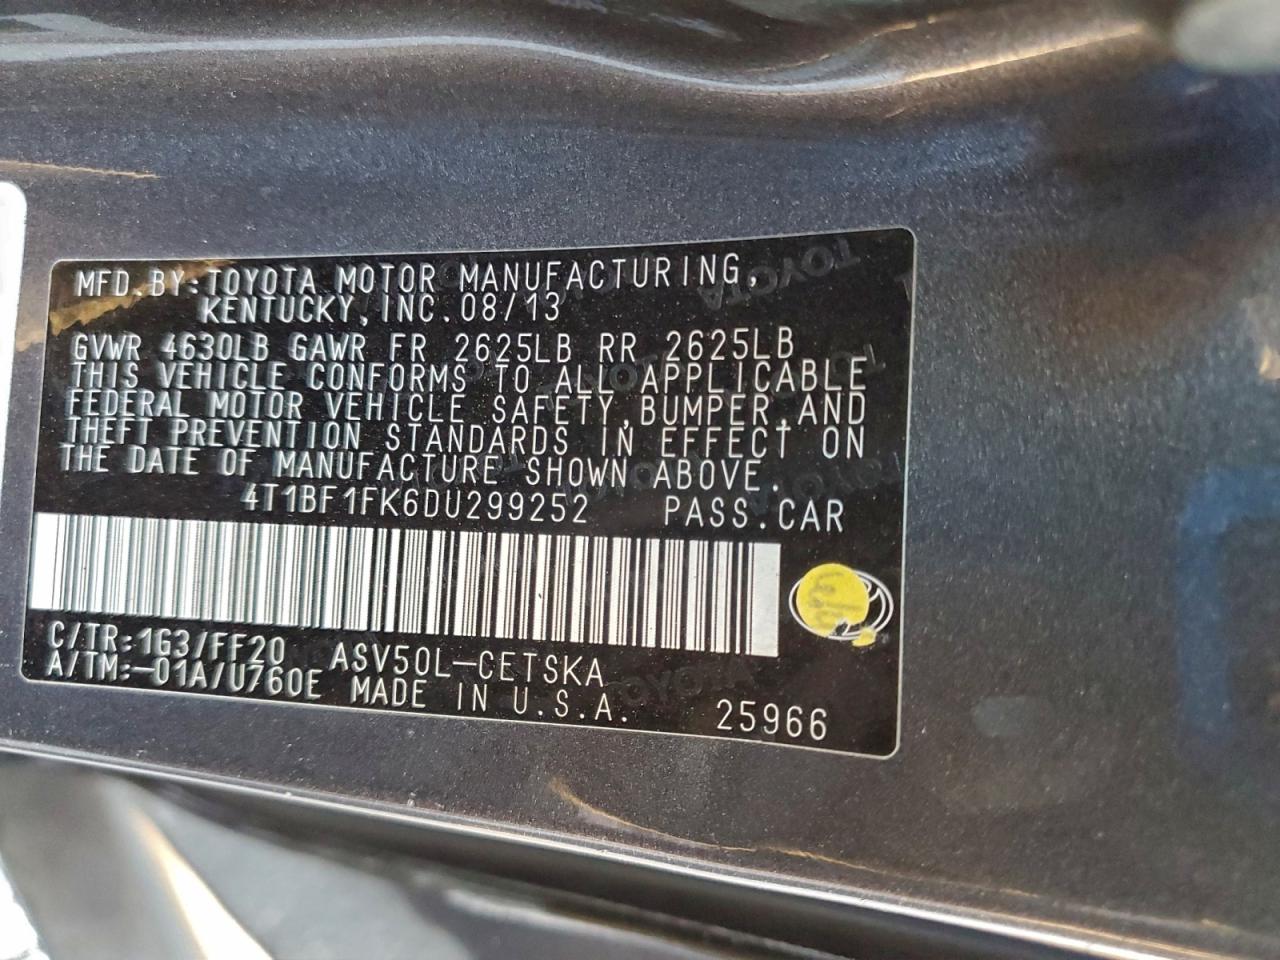 MFD.BY:TOYOTA MOTOR MANUFACTURING,
KENTUCKY,INC.08/13
GVWR 4630LB GAWR FR 2625LB RR 2625LB
THIS VEHICLE CONFORMS TO ALL APPLICABLE
FEDERAL MOTOR VEHICLE SAFETY,BUMPER,AND
THEFT PREVENTION STANDARDS IN EFFECT ON
THE DATE OF MANUFACTURE SHOWN ABOVE.
4T1BF1FK6DU299252 PASS.CAR
C/TR:1G3/FF20 ASV50L-CETSKA
A/TM:-01A/U760E MADE IN U.S.A. 25966